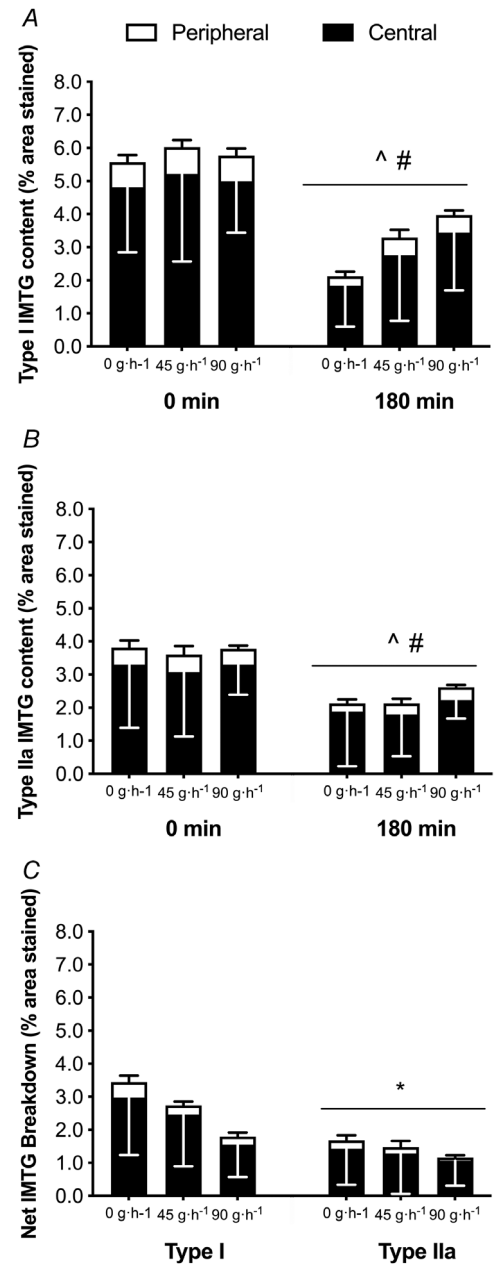 A
Peripheral Central
Type I IMTG content (% area stained)
8.0
7.0
6.0
5.0
4.0
3.0
2.0
1.0
0.0
^ #
0 g·h-1 45 g·h⁻¹ 90 g·h⁻¹ 0 g·h-1 45 g·h⁻¹ 90 g·h⁻¹
0 min 180 min
B
Type IIa IMTG content (% area stained)
8.0
7.0
6.0
5.0
4.0
3.0
2.0
1.0
0.0
^ #
0 g·h-1 45 g·h⁻¹ 90 g·h⁻¹ 0 g·h-1 45 g·h⁻¹ 90 g·h⁻¹
0 min 180 min
C
Net IMTG Breakdown (% area stained)
8.0
7.0
6.0
5.0
4.0
3.0
2.0
1.0
0.0
*
0 g·h-1 45 g·h⁻¹ 90 g·h⁻¹ 0 g·h-1 45 g·h⁻¹ 90 g·h⁻¹
Type I Type IIa